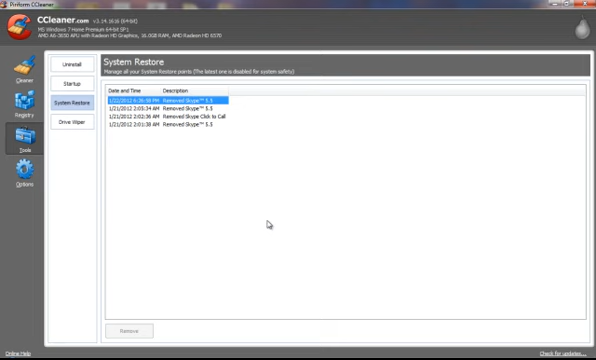 Piriform CCleaner
CCleaner.com v3.14.1616 (64-bit)
MS Windows 7 Home Premium 64-bit SP1
AMD A6-3650 APU with Radeon HD Graphics, 16.0GB RAM, AMD Radeon HD 6570
Cleaner
Registry
Tools
Options
Uninstall
Startup
System Restore
Drive Wiper
System Restore
Manage all your System Restore points (The latest one is disabled for system safety)
Date and Time Description
1/22/2012 6:36:58 PM Removed Skype™ 5.5
1/21/2012 2:05:34 AM Removed Skype™ 5.5
1/21/2012 2:02:36 AM Removed Skype Click to Call
1/21/2012 2:01:38 AM Removed Skype™ 5.5
Remove
Online Help
Check for updates...